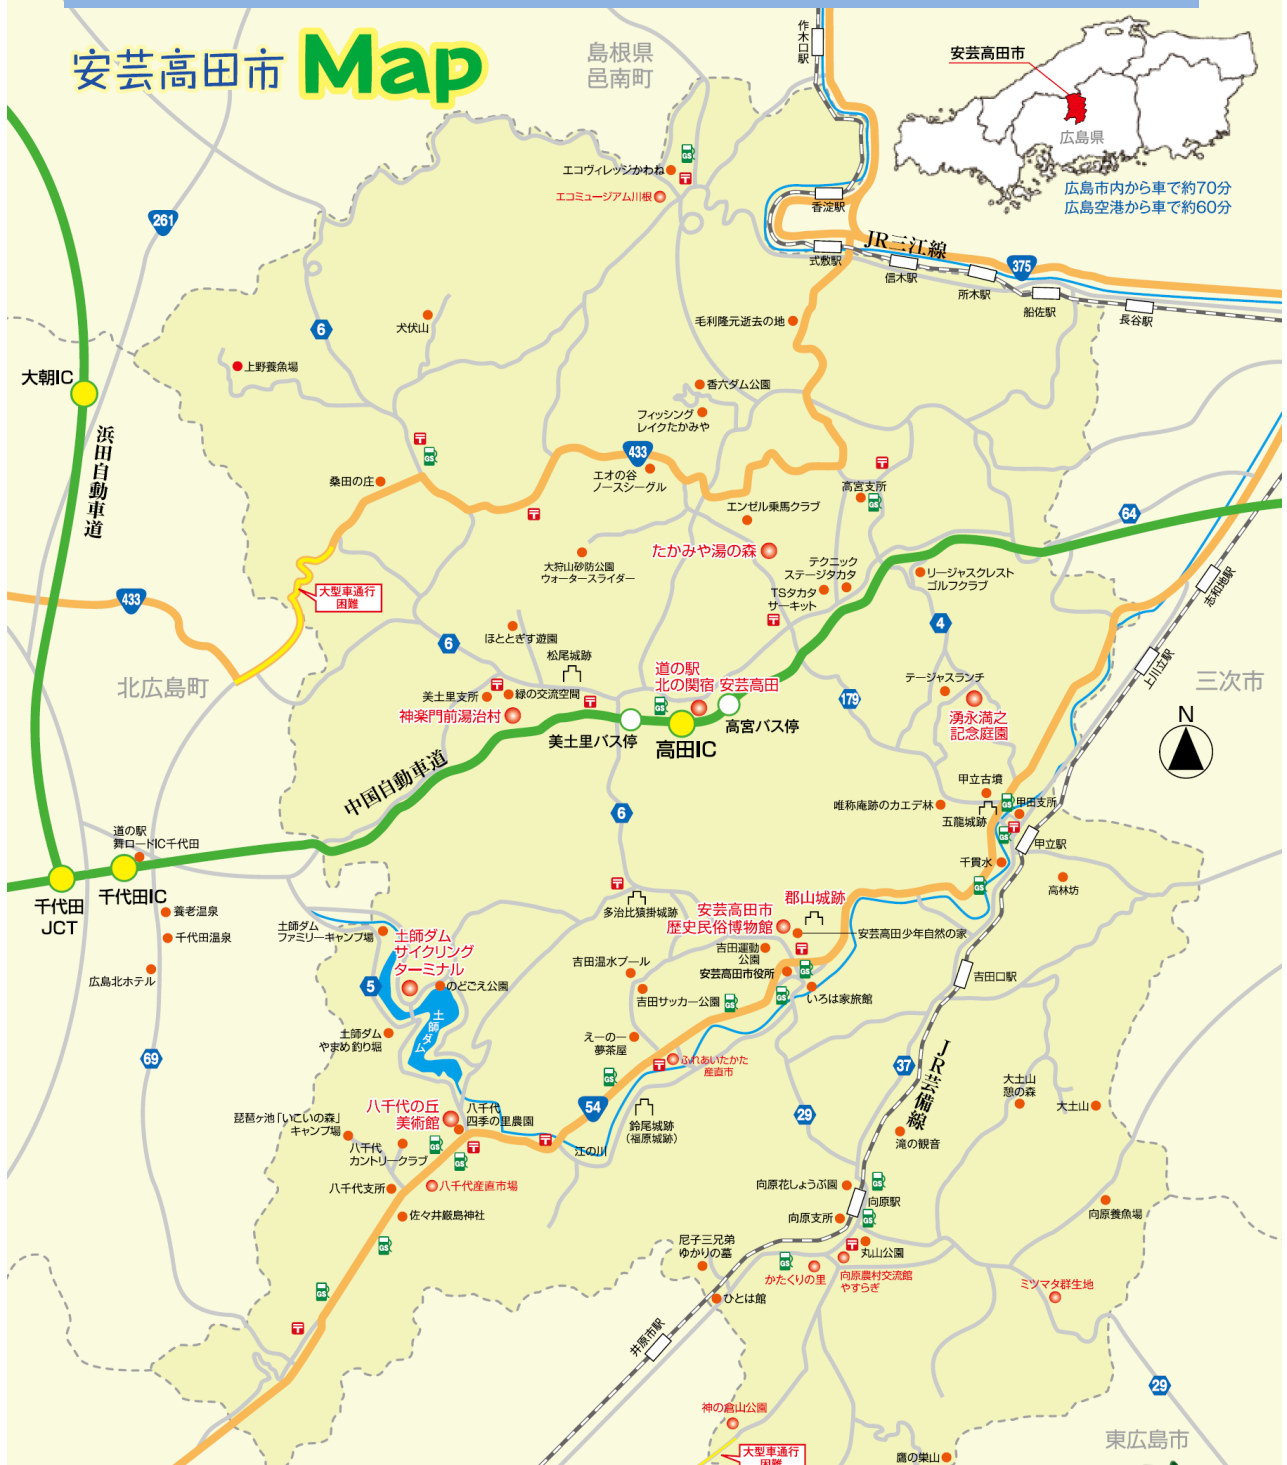 安芸高田市 Map
島根県
邑南町
作木口駅
安芸高田市
広島県
広島市内から車で約70分
広島空港から車で約60分
エコヴィレッジかわね
エコミュージアム川根
香淀駅
261
JR三江線
式敷駅
信木駅
375
所木駅
船佐駅
長谷駅
6
犬伏山
毛利隆元逝去の地
上野養魚場
大朝IC
香六ダム公園
フィッシング
レイクたかみや
浜田自動車道
433
エオの谷
ノースシーグル
桑田の庄
高宮支所
エンゼル乗馬クラブ
64
たかみや湯の森
大狩山砂防公園
ウォータースライダー
テクニック
ステージタカタ
TSタカタ
サーキット
リージャスクレスト
ゴルフクラブ
志和地駅
大型車通行
困難
433
4
6
ほととぎす遊園
松尾城跡
道の駅
北の関宿 安芸高田
上川立駅
北広島町
美土里支所
緑の交流空間
神楽門前湯治村
テージャスランチ
三次市
179
湧永満之
記念庭園
N
美土里バス停
高田IC
高宮バス停
中国自動車道
甲立古墳
唯称庵跡のカエデ林
甲田支所
五龍城跡
6
道の駅
舞ロードIC千代田
甲立駅
千貫水
千代田
JCT
千代田IC
高林坊
多治比猿掛城跡
郡山城跡
安芸高田市
歴史民俗博物館
養老温泉
土師ダム
ファミリーキャンプ場
千代田温泉
土師ダム
サイクリング
ターミナル
安芸高田少年自然の家
吉田運動
公園
吉田温水プール
安芸高田市役所
広島北ホテル
5
のどごえ公園
吉田サッカー公園
いろは家旅館
吉田口駅
土師ダム
土師ダム
やまめ釣り堀
えーのー
夢茶屋
ふれあいたかた
産直市
69
37
JR芸備線
大土山
憩の森
大土山
八千代の丘
美術館
八千代
四季の里農園
54
29
琵琶ヶ池「いこいの森」
キャンプ場
鈴尾城跡
(福原城跡)
江の川
滝の観音
八千代
カントリークラブ
八千代支所
八千代産直市場
向原花しょうぶ園
向原駅
佐々井厳島神社
向原支所
向原養魚場
尼子三兄弟
ゆかりの墓
丸山公園
かたくりの里
向原農村交流館
やすらぎ
ミツマタ群生地
ひとは館
井原市駅
29
神の倉山公園
東広島市
大型車通行
困難
鷹の巣山